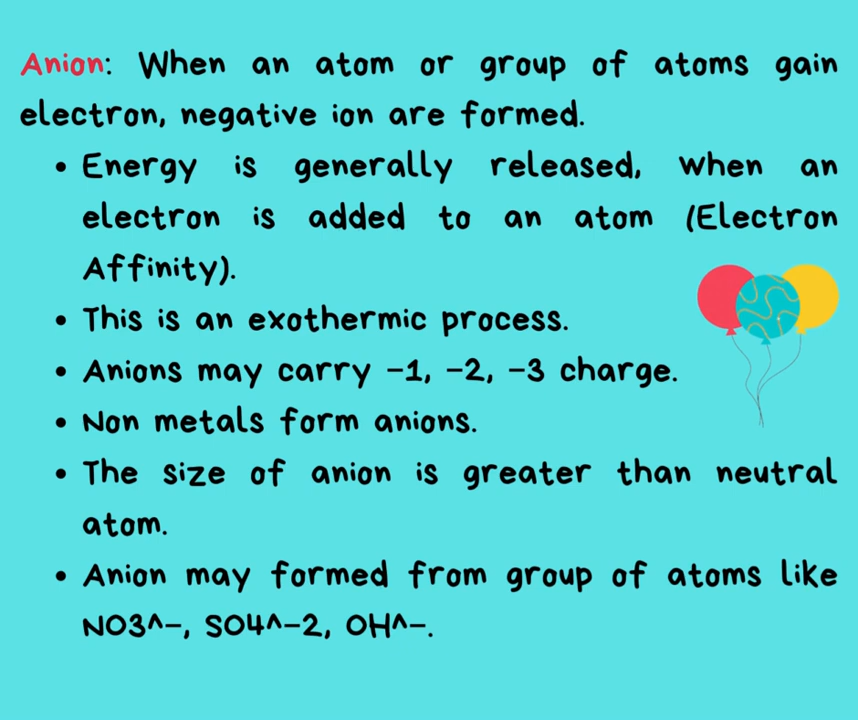 Anion: When an atom or group of atoms gain
electron, negative ion are formed.
• Energy is generally released, when an
electron is added to an atom (Electron
Affinity).
• This is an exothermic process.
• Anions may carry -1, -2, -3 charge.
• Non metals form anions.
• The size of anion is greater than neutral
atom.
• Anion may formed from group of atoms like
NO3^-, SO4^-2, OH^-.